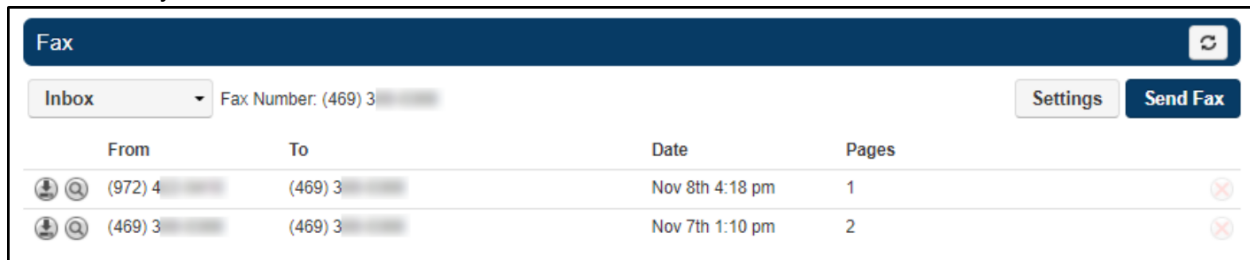 Fax
Inbox Fax Number: (469) 3
Settings Send Fax
From To Date Pages
(972) 4 (469) 3 Nov 8th 4:18 pm 1
(469) 3 (469) 3 Nov 7th 1:10 pm 2